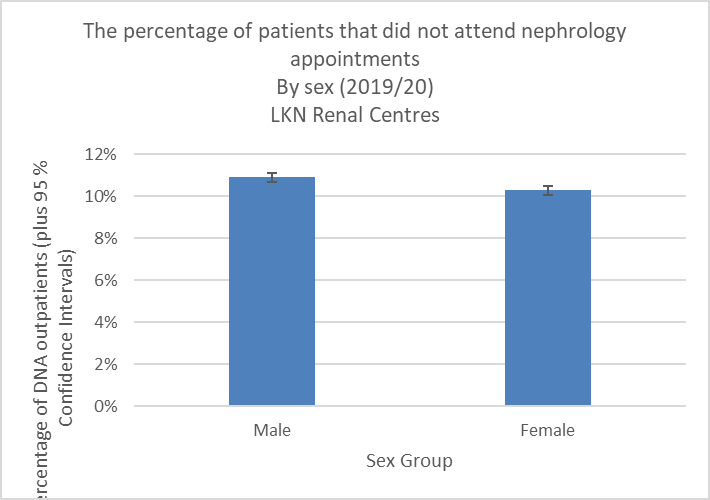 The percentage of patients that did not attend nephrology
appointments
By sex (2019/20)
LKN Renal Centres
ercentage of DNA outpatients (plus 95 %
Confidence Intervals)
12%
10%
8%
6%
4%
2%
0%
Male
Female
Sex Group